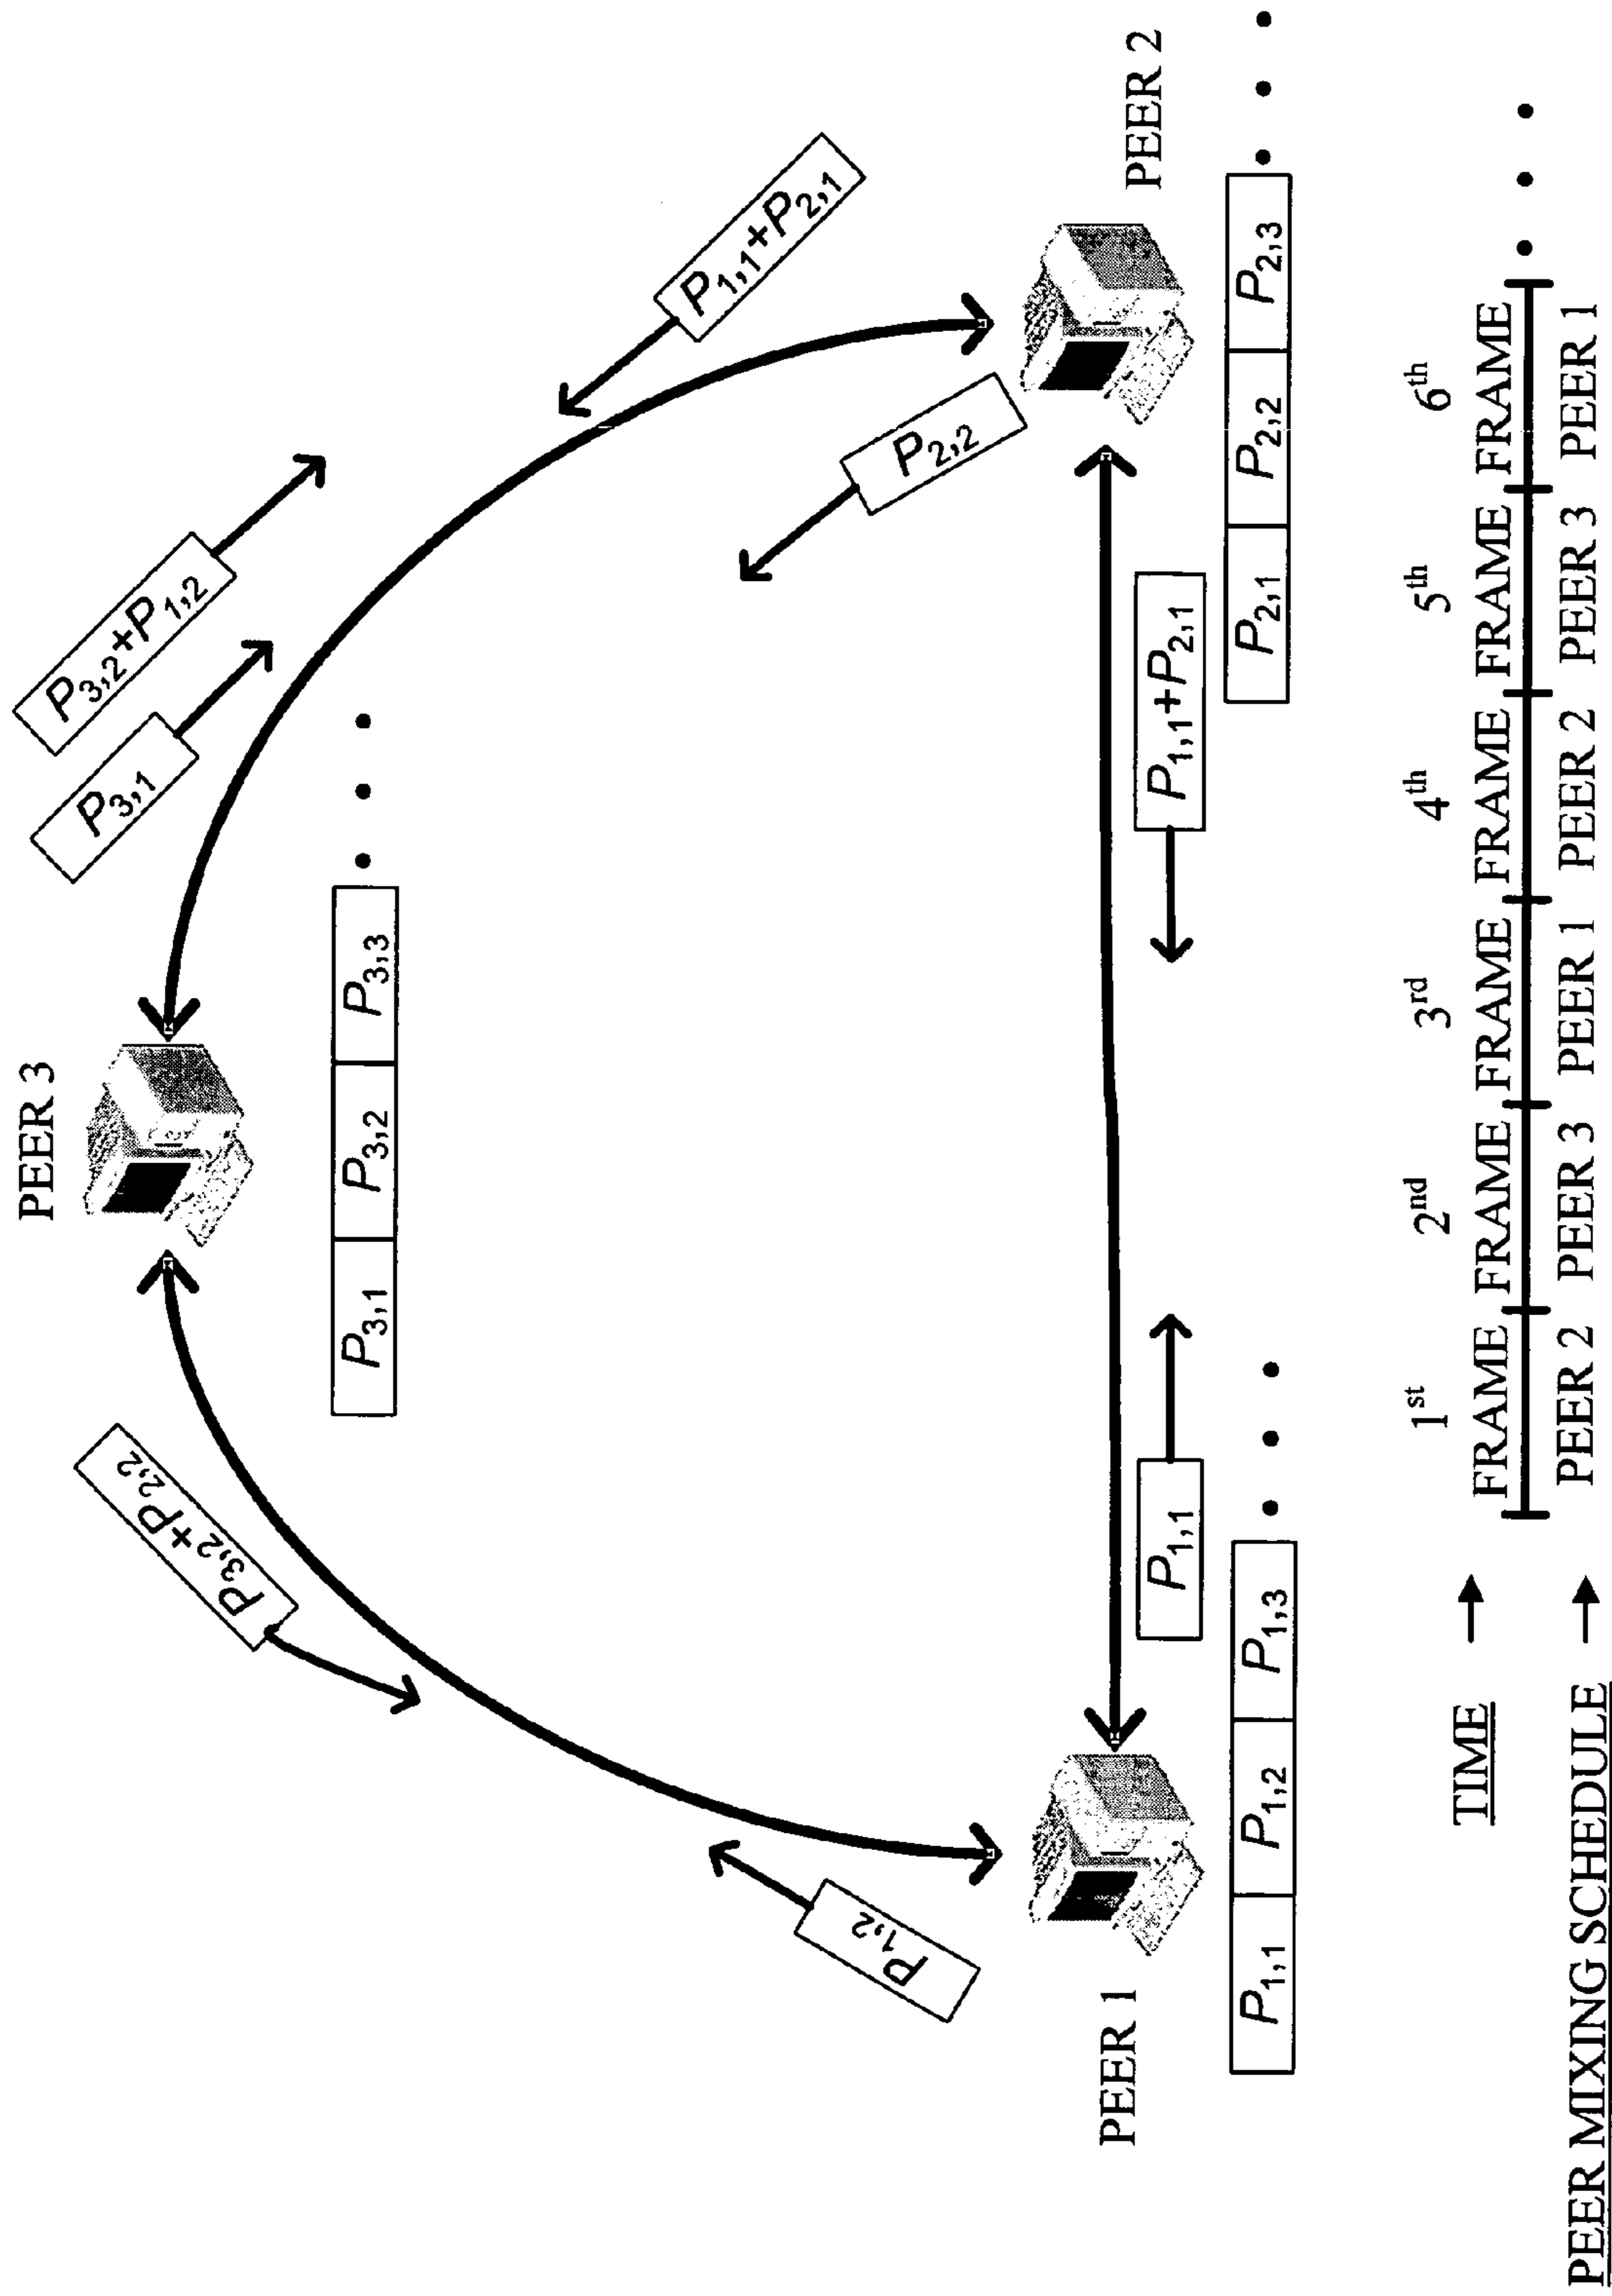 PEER 3
P3,2+P1,2
P3,1
P3,2+P2,2
P3,1 P3,2 P3,3 • • •
P1,1+P2,1
P1,2
P2,2
PEER 1
PEER 2
P1,1
P1,1+P2,1
P1,1 P1,2 P1,3 • • •
P2,1 P2,2 P2,3 • • •
1st 2nd 3rd 4th 5th 6th
TIME → FRAME FRAME FRAME FRAME FRAME FRAME • • •
PEER MIXING SCHEDULE → PEER 2 PEER 3 PEER 1 PEER 2 PEER 3 PEER 1